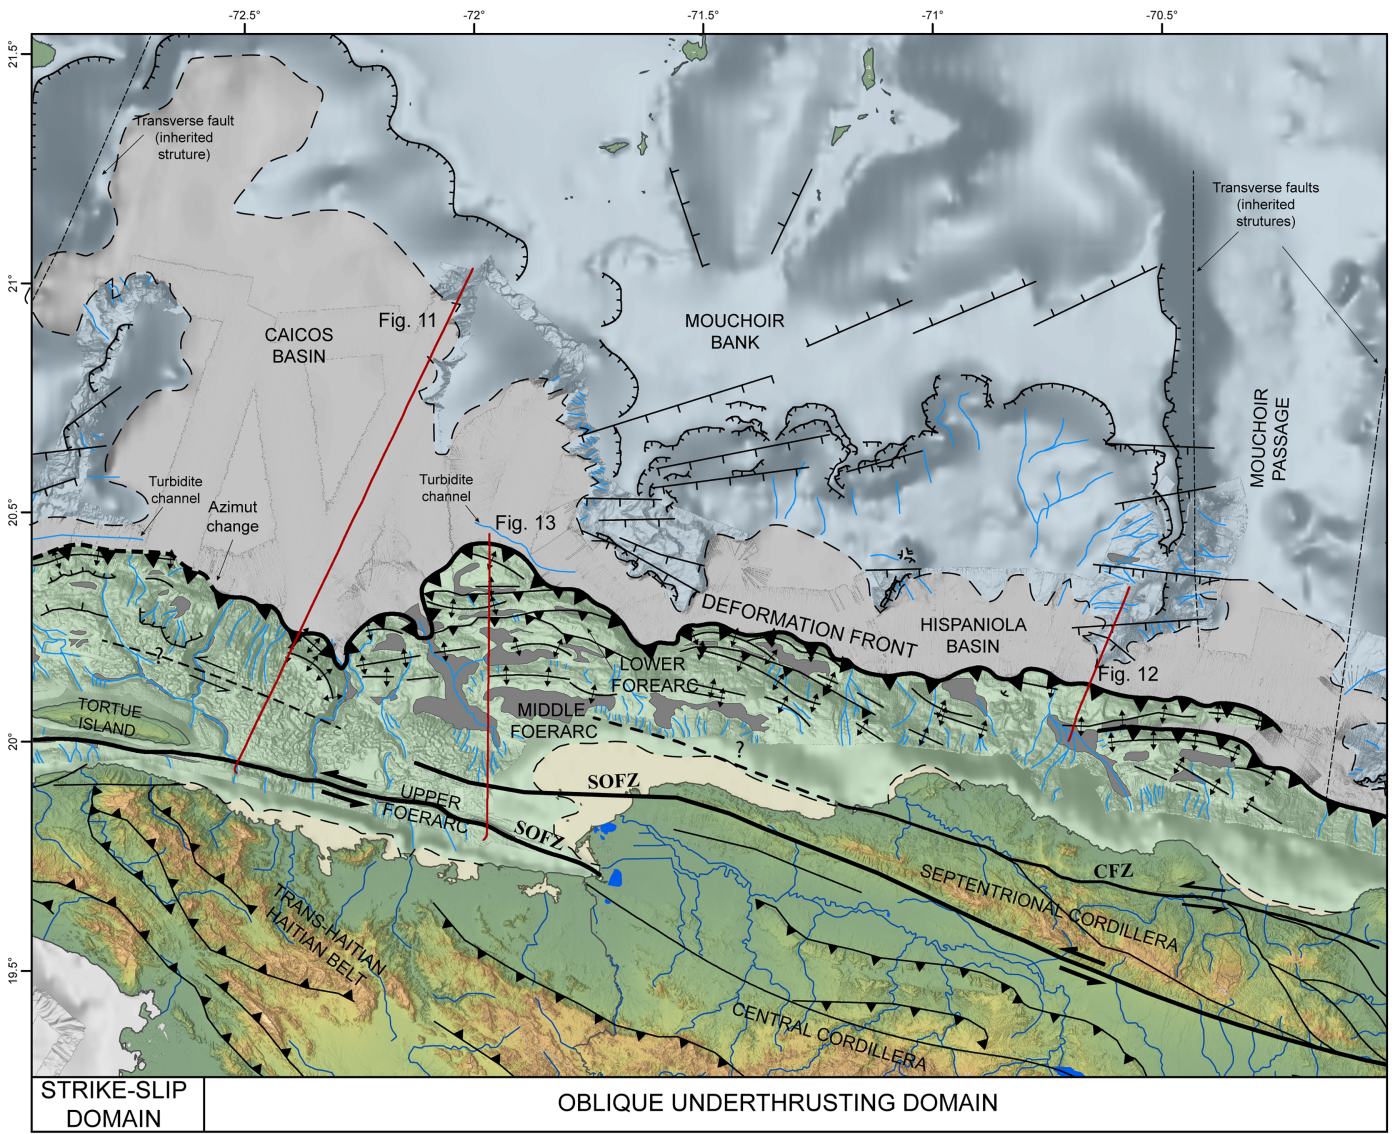 -72.5°
-72°
-71.5°
-71°
-70.5°
21.5°
21°
20.5°
20°
19.5°
Transverse fault
(inherited
struture)
Transverse faults
(inherited
strutures)
CAICOS
BASIN
Fig. 11
MOUCHOIR
BANK
MOUCHOIR
PASSAGE
Turbidite
channel
Azimut
change
Turbidite
channel
Fig. 13
DEFORMATION FRONT
HISPANIOLA
BASIN
Fig. 12
?
LOWER
FOREARC
TORTUE
ISLAND
MIDDLE
FOERARC
?
SOFZ
UPPER
FOERARC
SOFZ
CFZ
SEPTENTRIONAL CORDILLERA
TRANS-HAITIAN
HAITIAN BELT
CENTRAL CORDILLERA
STRIKE-SLIP
DOMAIN
OBLIQUE UNDERTHRUSTING DOMAIN